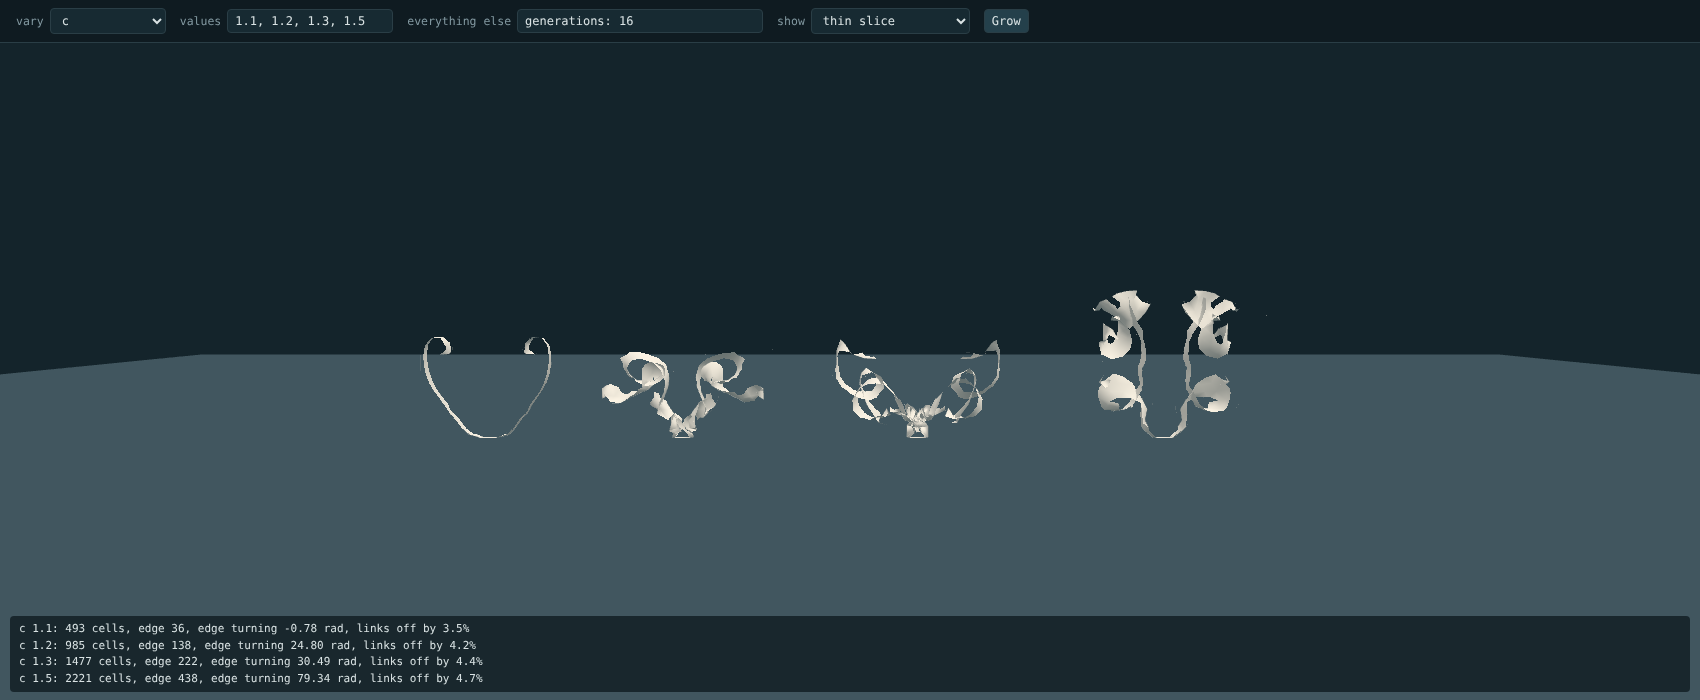 vary c values 1.1, 1.2, 1.3, 1.5 everything else generations: 16 show thin slice Grow
c 1.1: 493 cells, edge 36, edge turning -0.78 rad, links off by 3.5%
c 1.2: 985 cells, edge 138, edge turning 24.80 rad, links off by 4.2%
c 1.3: 1477 cells, edge 222, edge turning 30.49 rad, links off by 4.4%
c 1.5: 2221 cells, edge 438, edge turning 79.34 rad, links off by 4.7%